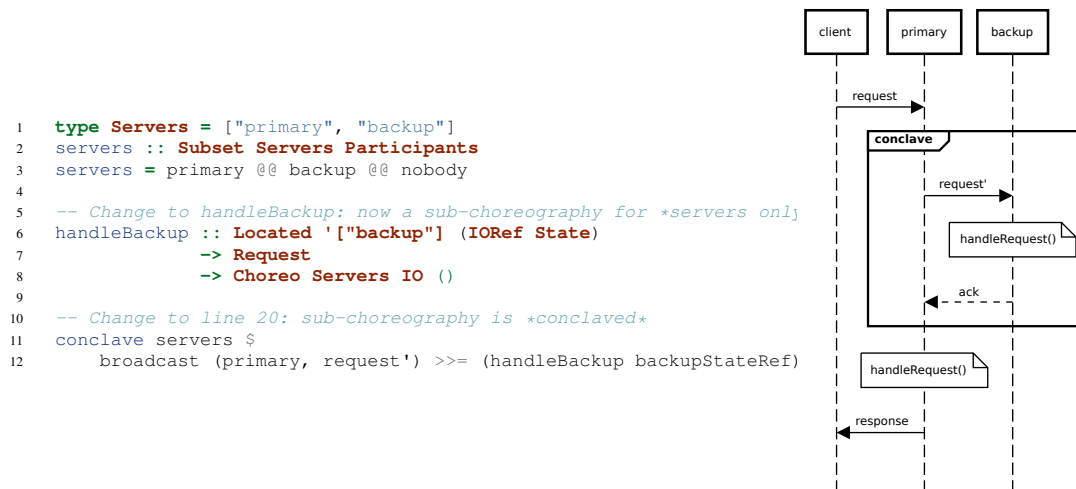 1 type Servers = ["primary", "backup"]
2 servers :: Subset Servers Participants
3 servers = primary @@ backup @@ nobody
4
5 -- Change to handleBackup: now a sub-choreography for *servers only
6 handleBackup :: Located '["backup"] (IORef State)
7 -> Request
8 -> Choreo Servers IO ()
9
10 -- Change to line 20: sub-choreography is *conclaved*
11 conclave servers $
12 broadcast (primary, request') >>= (handleBackup backupStateRef)
client primary backup
request
conclave
request'
handleRequest()
ack
handleRequest()
response